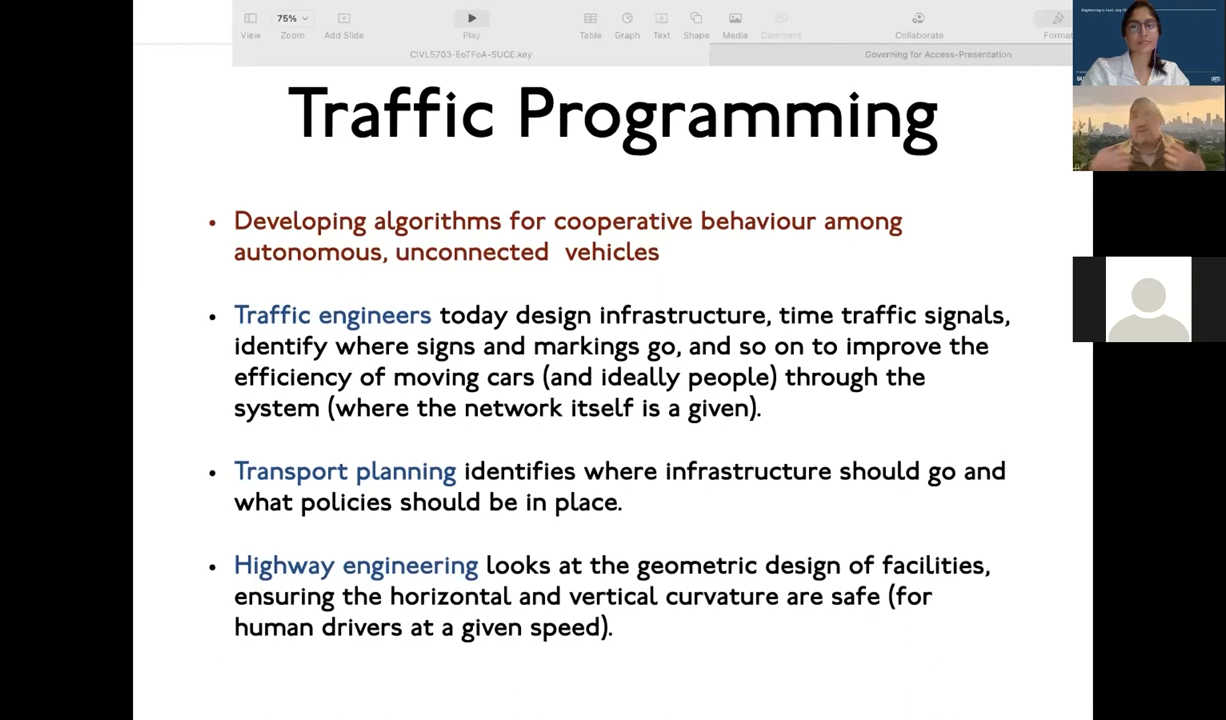 75%
View Zoom Add Slide Play Table Graph Text Shape Media Comment Collaborate Format
CIVL5703-EoTFoA-SUCE.key Governing for Access-Presentation
Traffic Programming
• Developing algorithms for cooperative behaviour among
autonomous, unconnected vehicles
• Traffic engineers today design infrastructure, time traffic signals,
identify where signs and markings go, and so on to improve the
efficiency of moving cars (and ideally people) through the
system (where the network itself is a given).
• Transport planning identifies where infrastructure should go and
what policies should be in place.
• Highway engineering looks at the geometric design of facilities,
ensuring the horizontal and vertical curvature are safe (for
human drivers at a given speed).